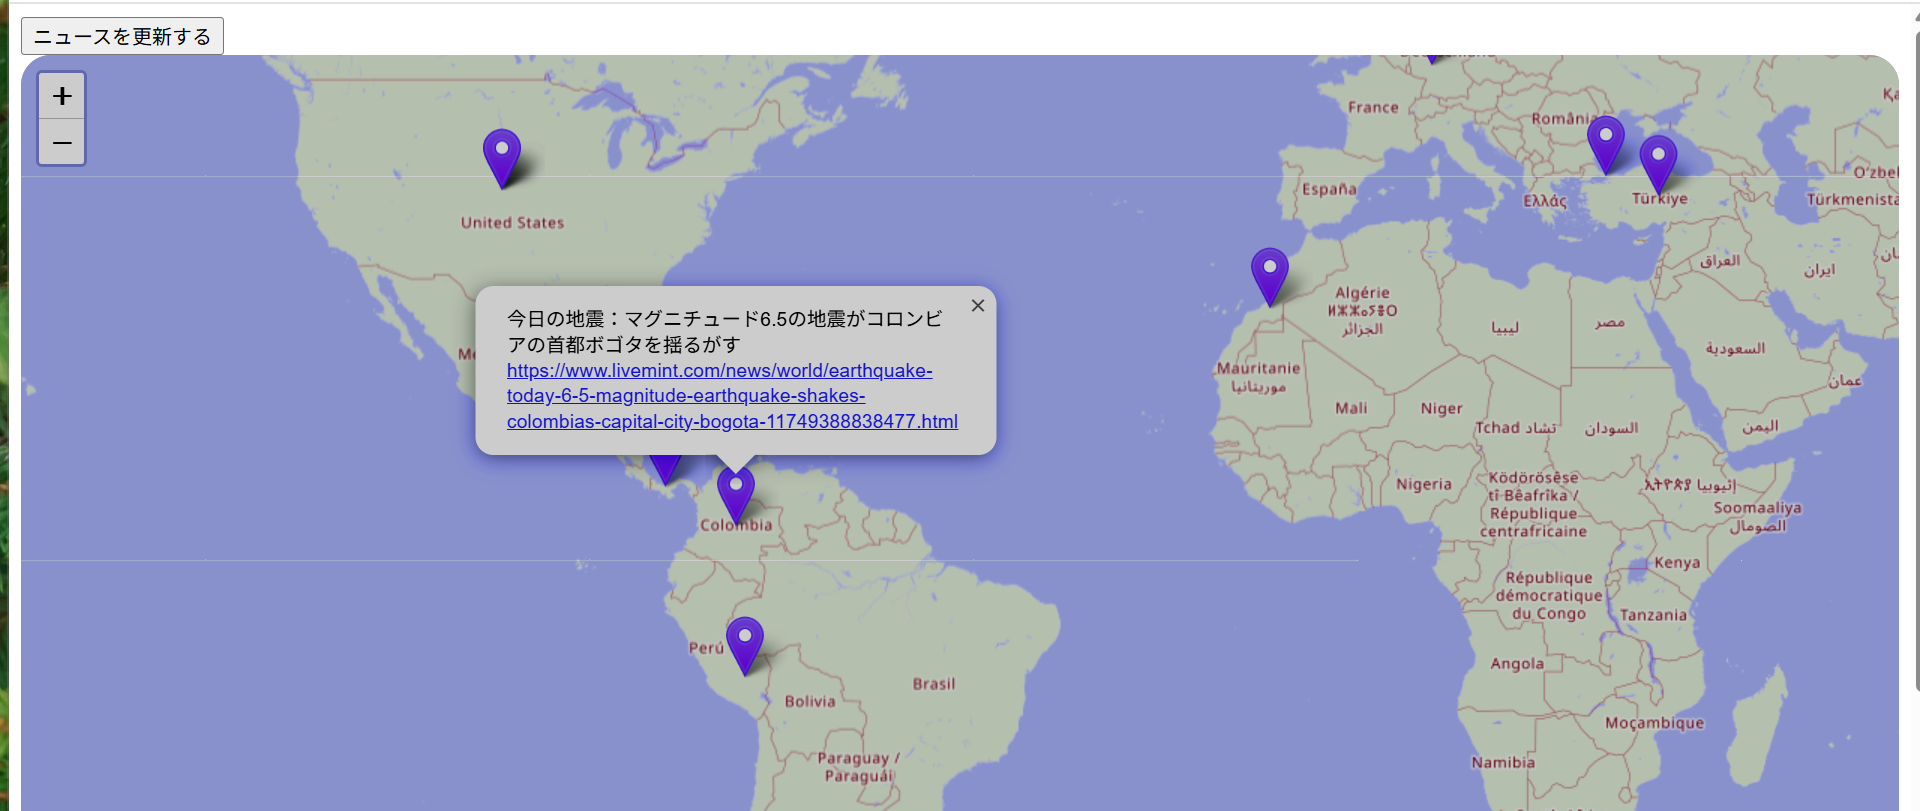 ニュースを更新する
+
−
France
România
España
Ελλάς
Türkiye
Türkmenista
United States
العراق
ایران
Algérie
ⵍⵣⵣⴰⵢⴻⵔ
الجزائر
ليبيا
مصر
السعودية
عمان
اليمن
今日の地震：マグニチュード6.5の地震がコロンビ
アの首都ボゴタを揺るがす
https://www.livemint.com/news/world/earthquake-
today-6-5-magnitude-earthquake-shakes-
colombias-capital-city-bogota-11749388838477.html
×
Mauritanie
موريتانيا
Mali
Niger
Tchad تشاد
السودان
Nigeria
Ködörösêse
tî Bêafrîka /
République
centrafricaine
ኢትዮጵያ إثيوبيا
Soomaaliya
الصومال
Colombia
Kenya
République
démocratique
du Congo
Tanzania
Perú
Angola
Brasil
Bolivia
Moçambique
Paraguay /
Paraguái
Namibia